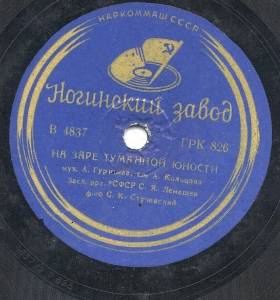 НАРКОММАШ СССР
Ногинский завод
В 4837 ГРК 826
НА ЗАРЕ ТУМАННОЙ ЮНОСТИ
муз. А. Гурилева, сл. А. Кольцова
Засл. арт. РСФСР С. Я. Лемешев
ф-но С. К. Стучевский